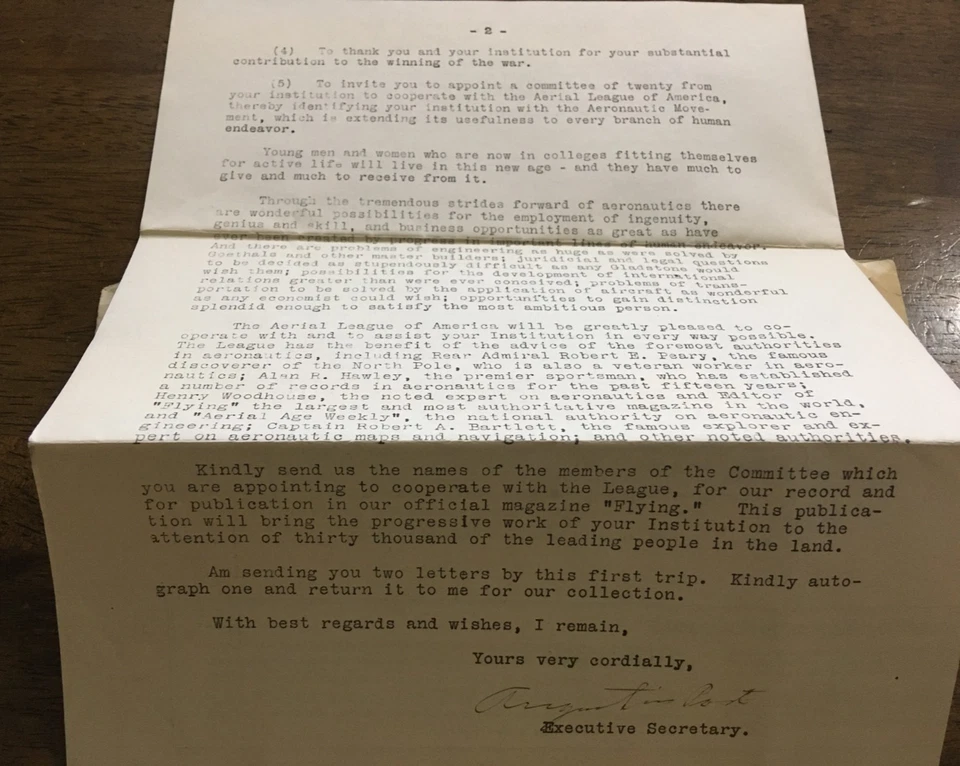 - 2 -
(4) To thank you and your institution for your substantial
contribution to the winning of the war.
(5) To invite you to appoint a committee of twenty from
your institution to cooperate with the Aerial League of America,
thereby identifying your institution with the Aeronautic Move-
ment, which is extending its usefulness to every branch of human
endeavor.
Young men and women who are now in colleges fitting themselves
for active life will live in this new age - and they have much to
give and much to receive from it.
Through the tremendous strides forward of aeronautics there
are wonderful possibilities for the employment of ingenuity,
genius and skill, and business opportunities as great as have
ever been created by progress in important lines of human endeavor.
And there are problems of engineering as huge as were solved by
Goethals and other master builders; juridicial and legal questions
to be decided as stupendously difficult as any Gladstone would
wish them; possibilities for the development of international
relations greater than were ever conceived; problems of trans-
portation to be solved by the application of aircraft as wonderful
as any economist could wish; opportunities to gain distinction
splendid enough to satisfy the most ambitious person.
The Aerial League of America will be greatly pleased to co-
operate with and to assist your Institution in every way possible.
The League has the benefit of the advice of the foremost authorities
in aeronautics, including Rear Admiral Robert E. Peary, the famous
discoverer of the North Pole, who is also a veteran worker in aero-
nautics; Alan R. Hawley, the premier sportsman, who has established
a number of records in aeronautics for the past fifteen years;
Henry Woodhouse, the noted expert on aeronautics and Editor of
"Flying" the largest and most authoritative magazine in the world,
and "Aerial Age Weekly", the national authority on aeronautic en-
gineering; Captain Robert A. Bartlett, the famous explorer and ex-
pert on aeronautic maps and navigation; and other noted authorities.
Kindly send us the names of the members of the Committee which
you are appointing to cooperate with the League, for our record and
for publication in our official magazine "Flying." This publica-
tion will bring the progressive work of your Institution to the
attention of thirty thousand of the leading people in the land.
Am sending you two letters by this first trip. Kindly auto-
graph one and return it to me for our collection.
With best regards and wishes, I remain,
Yours very cordially,
Augustus Post
Executive Secretary.